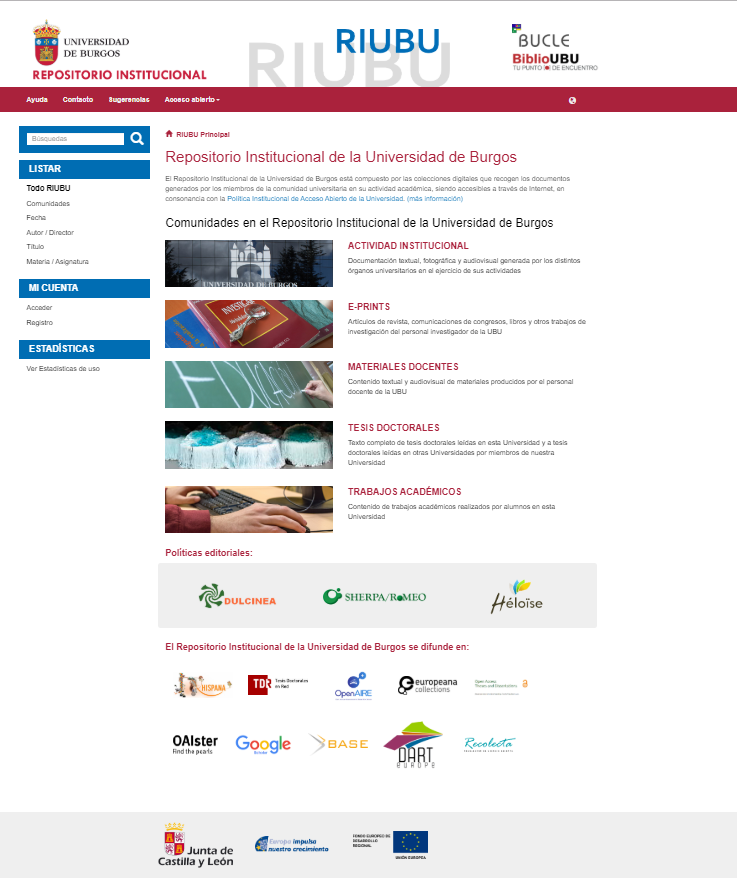 UNIVERSIDAD
DE BURGOS
REPOSITORIO INSTITUCIONAL
RIUBU
RIUBU
BUCLE
BiblioUBU
TU PUNTO DE ENCUENTRO
Ayuda Contacto Sugerencias Acceso abierto
Búsquedas
LISTAR
Todo RIUBU
Comunidades
Fecha
Autor / Director
Título
Materia / Asignatura
MI CUENTA
Acceder
Registro
ESTADÍSTICAS
Ver Estadísticas de uso
RIUBU Principal
Repositorio Institucional de la Universidad de Burgos
El Repositorio Institucional de la Universidad de Burgos está compuesto por las colecciones digitales que recogen los documentos
generados por los miembros de la comunidad universitaria en su actividad académica, siendo accesibles a través de Internet, en
consonancia con la Política Institucional de Acceso Abierto de la Universidad. (más información)
Comunidades en el Repositorio Institucional de la Universidad de Burgos
UNIVERSIDAD DE BURGOS
ACTIVIDAD INSTITUCIONAL
Documentación textual, fotográfica y audiovisual generada por los distintos
órganos universitarios en el ejercicio de sus actividades
E-PRINTS
Artículos de revista, comunicaciones de congresos, libros y otros trabajos de
investigación del personal investigador de la UBU
MATERIALES DOCENTES
Contenido textual y audiovisual de materiales producidos por el personal
docente de la UBU
TESIS DOCTORALES
Texto completo de tesis doctorales leídas en esta Universidad y a tesis
doctorales leídas en otras Universidades por miembros de nuestra
Universidad
TRABAJOS ACADÉMICOS
Contenido de trabajos académicos realizados por alumnos en esta
Universidad
Políticas editoriales:
DULCINEA
SHERPA/RoMEO
Héloïse
El Repositorio Institucional de la Universidad de Burgos se difunde en:
HISPANA
TDR Tesis Doctorales
en Red
OpenAIRE
europeana
collections
Open Access
Theses and Dissertations
OAIster
Find the pearls
Google
Scholar
BASE
DART
EUROPE
Recolecta
Junta de
Castilla y León
Europa impulsa
nuestro crecimiento
FONDO EUROPEO DE
DESARROLLO
REGIONAL
UNIÓN EUROPEA